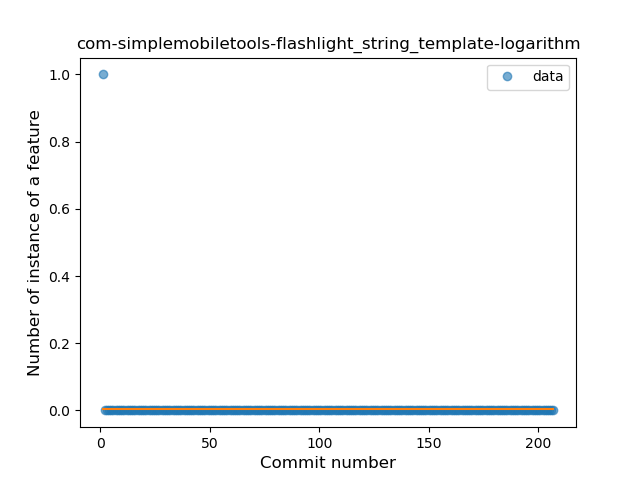 com-simplemobiletools-flashlight_string_template-logarithm
data
Number of instance of a feature
1.0
0.8
0.6
0.4
0.2
0.0
0 50 100 150 200
Commit number